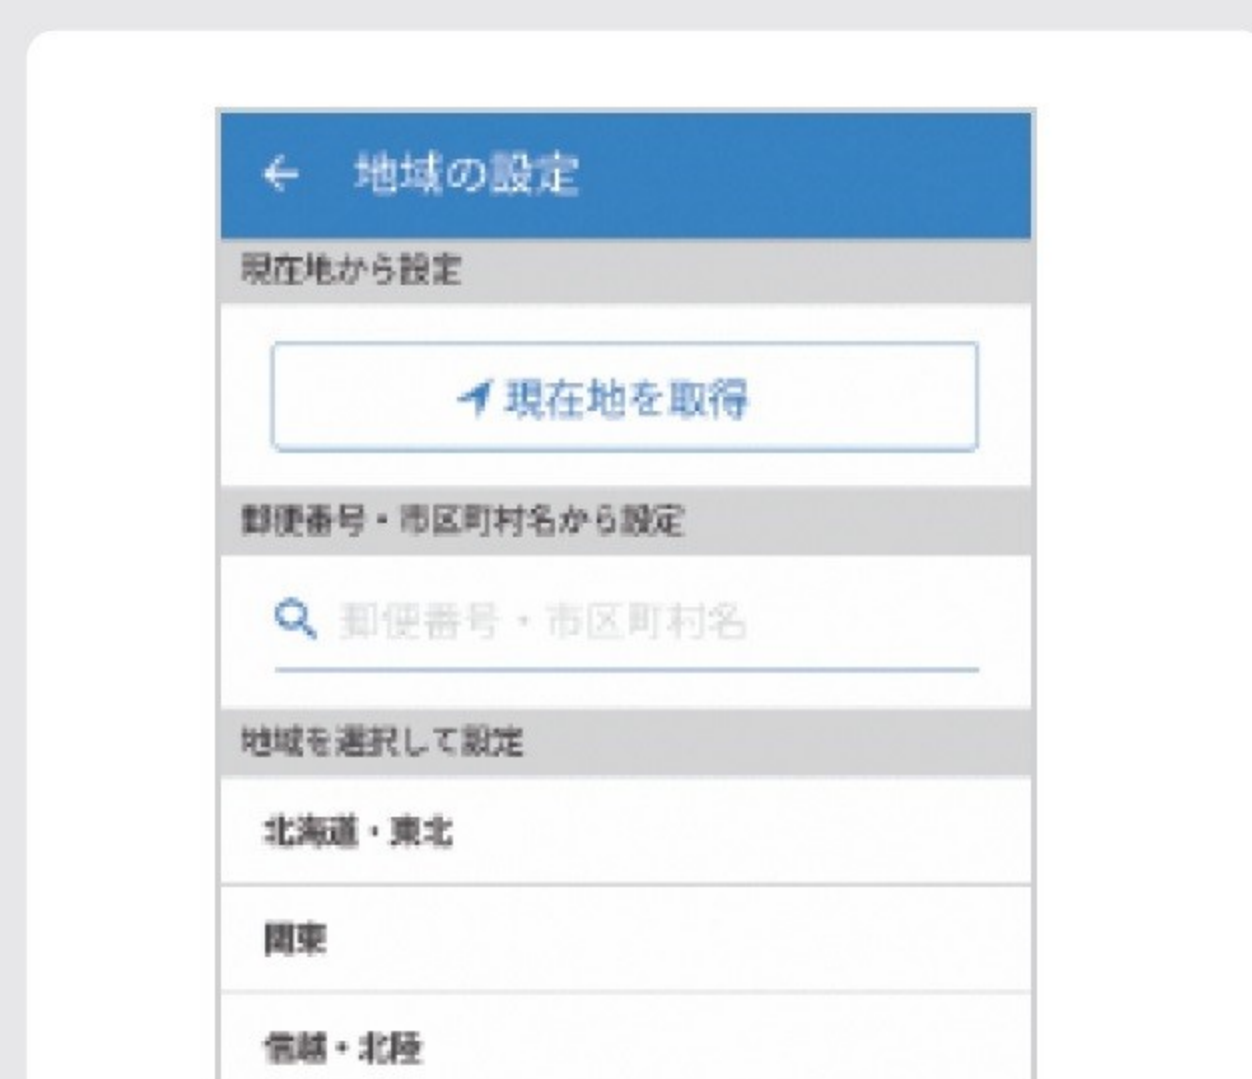 地域の設定
現在地から設定
現在地を取得
郵便番号・市区町村名から設定
郵便番号・市区町村名
地域を選択して設定
北海道・東北
関東
信越・北陸